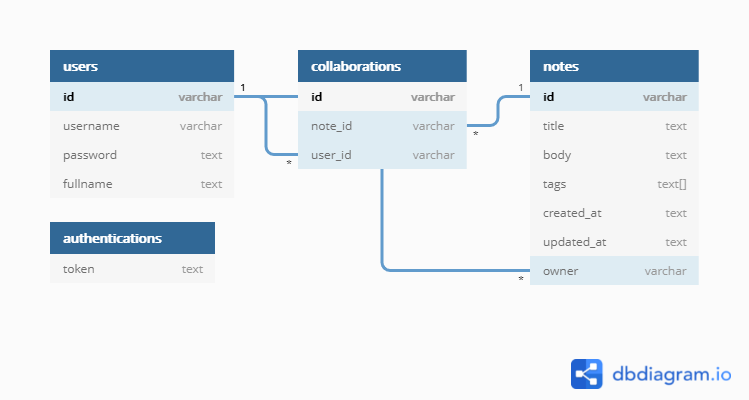 users
id varchar
username varchar
password text
fullname text
authentications
token text
collaborations
id varchar
note_id varchar
user_id varchar
notes
id varchar
title text
body text
tags text[]
created_at text
updated_at text
owner varchar
1
*
1
*
*
dbdiagram.io